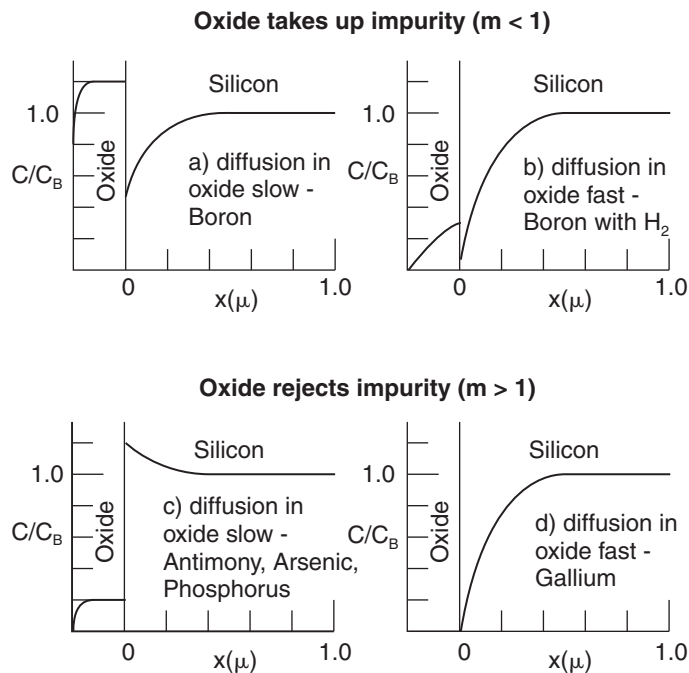 Oxide takes up impurity (m < 1)
Silicon
1.0
C/C_B
Oxide
a) diffusion in
oxide slow -
Boron
0
1.0
x(μ)
Silicon
1.0
C/C_B
Oxide
b) diffusion in
oxide fast -
Boron with H₂
0
1.0
x(μ)
Oxide rejects impurity (m > 1)
Silicon
1.0
C/C_B
Oxide
c) diffusion in
oxide slow -
Antimony, Arsenic,
Phosphorus
0
1.0
x(μ)
Silicon
1.0
C/C_B
Oxide
d) diffusion in
oxide fast -
Gallium
0
1.0
x(μ)